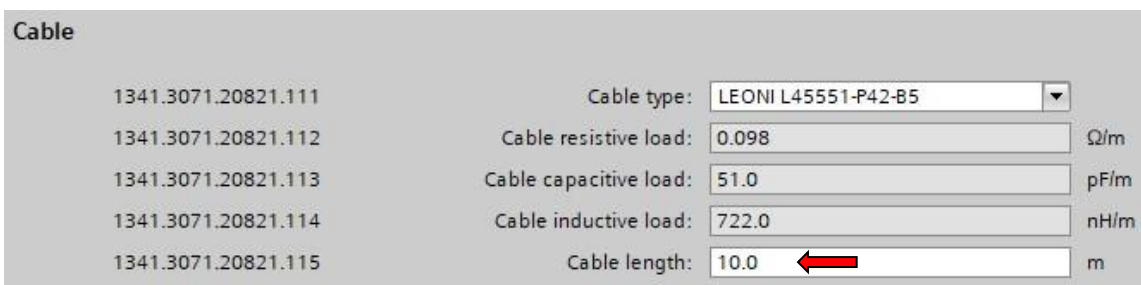 Cable
1341.3071.20821.111 Cable type: LEONI L45551-P42-B5
1341.3071.20821.112 Cable resistive load: 0.098 Ω/m
1341.3071.20821.113 Cable capacitive load: 51.0 pF/m
1341.3071.20821.114 Cable inductive load: 722.0 nH/m
1341.3071.20821.115 Cable length: 10.0 m